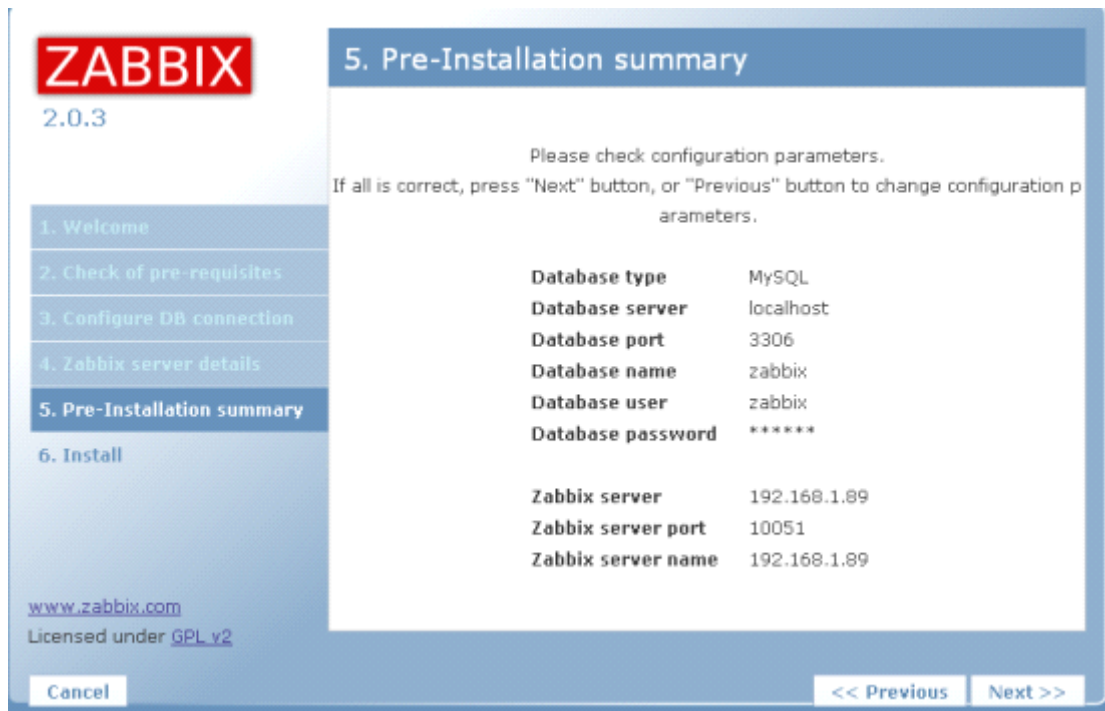 ZABBIX
2.0.3
1. Welcome
2. Check of pre-requisites
3. Configure DB connection
4. Zabbix server details
5. Pre-Installation summary
6. Install
www.zabbix.com
Licensed under GPL v2
5. Pre-Installation summary
Please check configuration parameters.
If all is correct, press "Next" button, or "Previous" button to change configuration p
arameters.
Database type MySQL
Database server localhost
Database port 3306
Database name zabbix
Database user zabbix
Database password ******
Zabbix server 192.168.1.89
Zabbix server port 10051
Zabbix server name 192.168.1.89
Cancel
<< Previous
Next >>